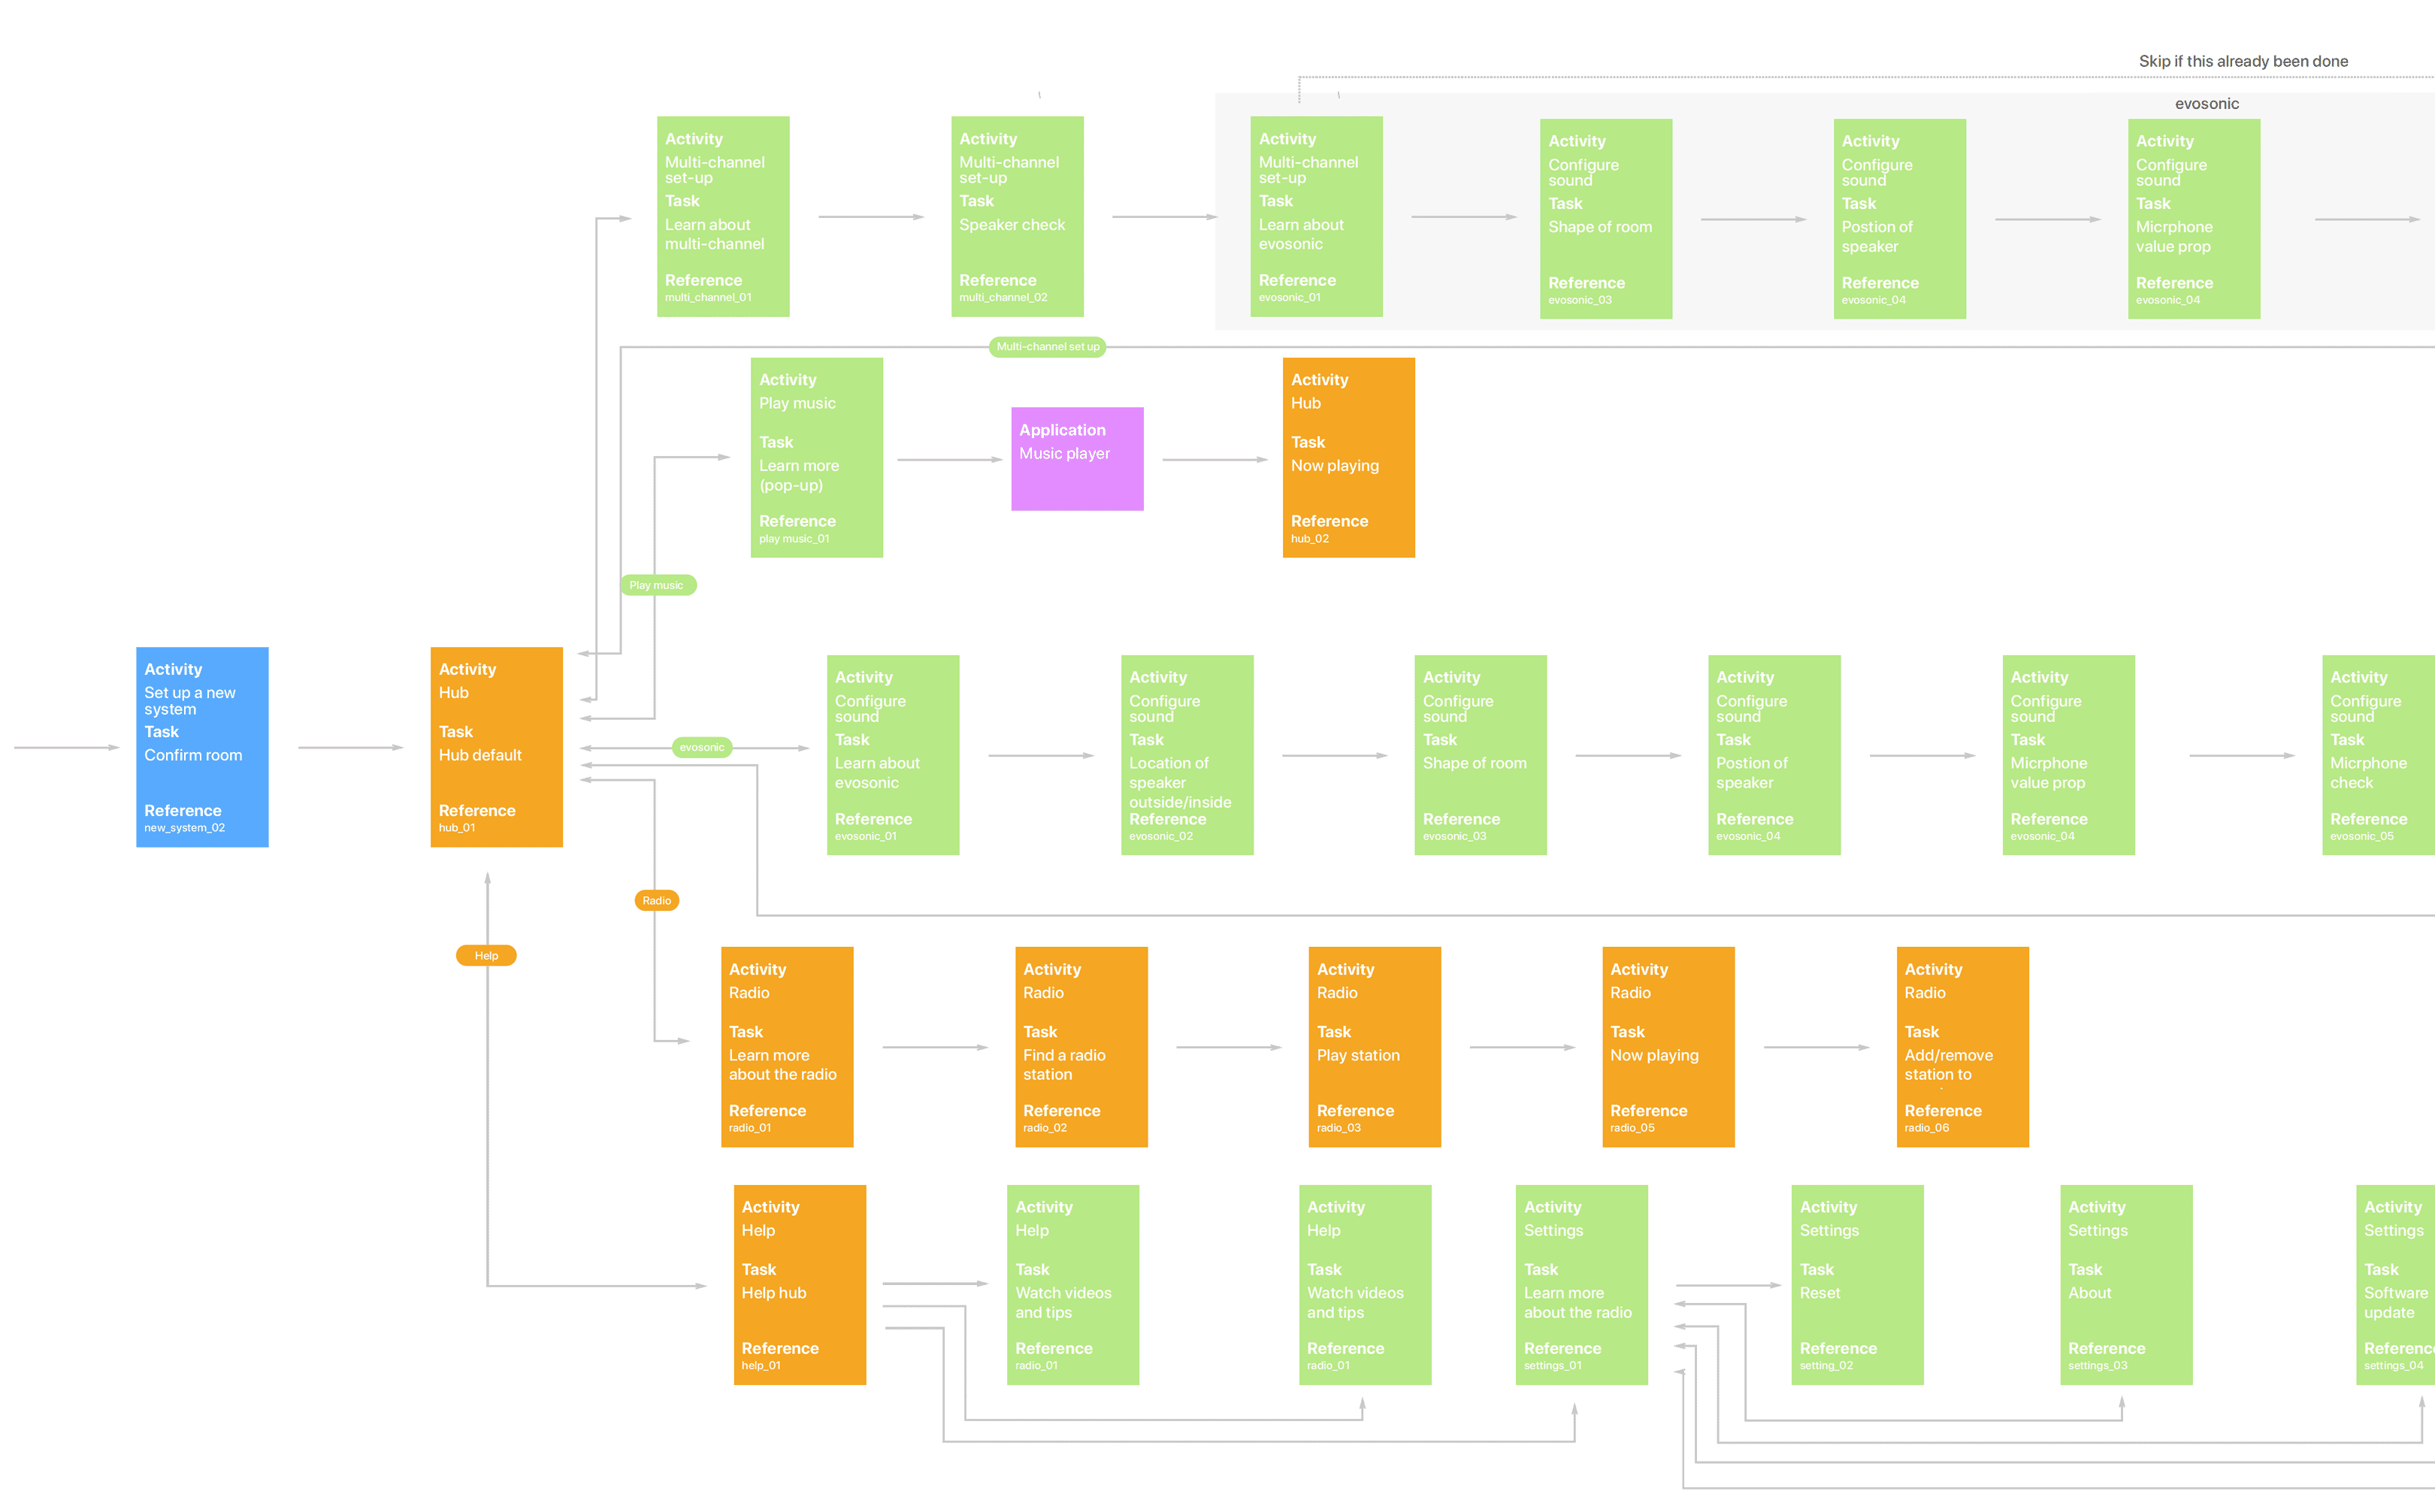 Skip if this already been done
evosonic
Activity
Multi-channel
set-up
Task
Learn about
multi-channel
Reference
multi_channel_01
Activity
Multi-channel
set-up
Task
Speaker check
Reference
multi_channel_02
Activity
Multi-channel
set-up
Task
Learn about
evosonic
Reference
evosonic_01
Activity
Configure
sound
Task
Shape of room
Reference
evosonic_03
Activity
Configure
sound
Task
Postion of
speaker
Reference
evosonic_04
Activity
Configure
sound
Task
Micrphone
value prop
Reference
evosonic_04
Multi-channel set up
Activity
Play music
Task
Learn more
(pop-up)
Reference
play music_01
Application
Music player
Activity
Hub
Task
Now playing
Reference
hub_02
Play music
Activity
Set up a new
system
Task
Confirm room
Reference
new_system_02
Activity
Hub
Task
Hub default
Reference
hub_01
evosonic
Activity
Configure
sound
Task
Learn about
evosonic
Reference
evosonic_01
Activity
Configure
sound
Task
Location of
speaker
outside/inside
Reference
evosonic_02
Activity
Configure
sound
Task
Shape of room
Reference
evosonic_03
Activity
Configure
sound
Task
Postion of
speaker
Reference
evosonic_04
Activity
Configure
sound
Task
Micrphone
value prop
Reference
evosonic_04
Activity
Configure
sound
Task
Micrphone
check
Reference
evosonic_05
Radio
Help
Activity
Radio
Task
Learn more
about the radio
Reference
radio_01
Activity
Radio
Task
Find a radio
station
Reference
radio_02
Activity
Radio
Task
Play station
Reference
radio_03
Activity
Radio
Task
Now playing
Reference
radio_05
Activity
Radio
Task
Add/remove
station to
Reference
radio_06
Activity
Help
Task
Help hub
Reference
help_01
Activity
Help
Task
Watch videos
and tips
Reference
radio_01
Activity
Help
Task
Watch videos
and tips
Reference
radio_01
Activity
Settings
Task
Learn more
about the radio
Reference
settings_01
Activity
Settings
Task
Reset
Reference
setting_02
Activity
Settings
Task
About
Reference
settings_03
Activity
Settings
Task
Software
update
Reference
settings_04